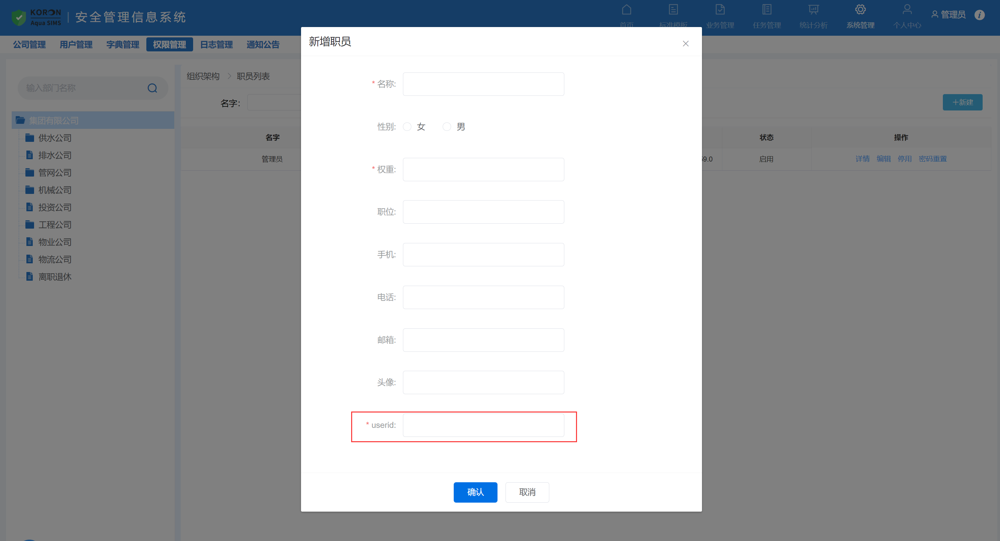 KORON
Aqua SIMS
安全管理信息系统
首页
标准模板
业务管理
任务管理
统计分析
系统管理
个人中心
管理员
公司管理
用户管理
字典管理
权限管理
日志管理
通知公告
输入部门名称
集团有限公司
供水公司
排水公司
管网公司
机械公司
投资公司
工程公司
物业公司
物流公司
离职退休
组织架构 > 职员列表
名字:
+新建
名字
状态
操作
管理员
59.0
启用
详情 编辑 停用 密码重置
新增职员
* 名称:
性别: 女 男
* 权重:
职位:
手机:
电话:
邮箱:
头像:
* userid:
确认
取消